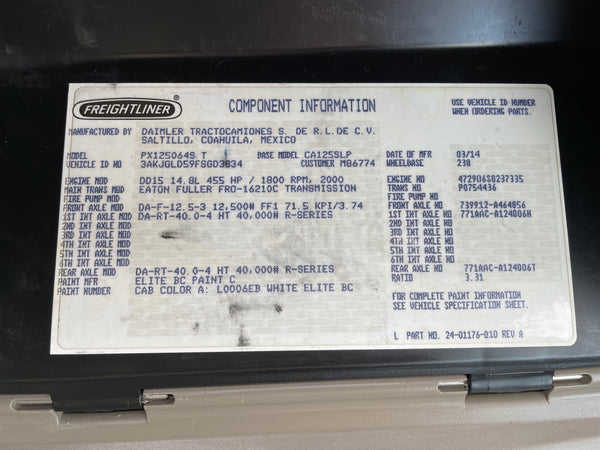 FREIGHTLINER
COMPONENT INFORMATION
USE VEHICLE ID NUMBER
WHEN ORDERING PARTS.
MANUFACTURED BY DAIMLER TRACTOCAMIONES S. DE R.L.DE C.V.
SALTILLO, COAHUILA, MEXICO
MODEL PX125064S T BASE MODEL CA125SLP DATE OF MFR 03/14
VEHICLE ID NO 3AKJGLD59FSGD3834 CUSTOMER MB6774 WHEELBASE 238
ENGINE MOD DD15 14.8L 455 HP / 1800 RPM, 2000 ENGINE NO 472906S0237335
MAIN TRANS MOD EATON FULLER FRO-16210C TRANSMISSION TRANS NO P0754436
FIRE PUMP MOD FIRE PUMP NO
FRONT AXLE MOD DA-F-12.5-3 12,500# FF1 71.5 KPI/3.74 FRONT AXLE NO 739912-A464856
1ST INT AXLE MOD DA-RT-40.0-4 HT 40,000# R-SERIES 1ST INT AXLE NO 771AAC-A124006H
2ND INT AXLE MOD 2ND INT AXLE NO
3RD INT AXLE MOD 3RD INT AXLE NO
4TH INT AXLE MOD 4TH INT AXLE NO
5TH INT AXLE MOD 5TH INT AXLE NO
6TH INT AXLE MOD 6TH INT AXLE NO
REAR AXLE MOD DA-RT-40.0-4 HT 40,000# R-SERIES REAR AXLE NO 771AAC-A124006T
PAINT MFR ELITE BC PAINT C RATIO 3.31
PAINT NUMBER CAB COLOR A: L0006EB WHITE ELITE BC
FOR COMPLETE PAINT INFORMATION
SEE VEHICLE SPECIFICATION SHEET.
L PART NO. 24-01176-010 REV A